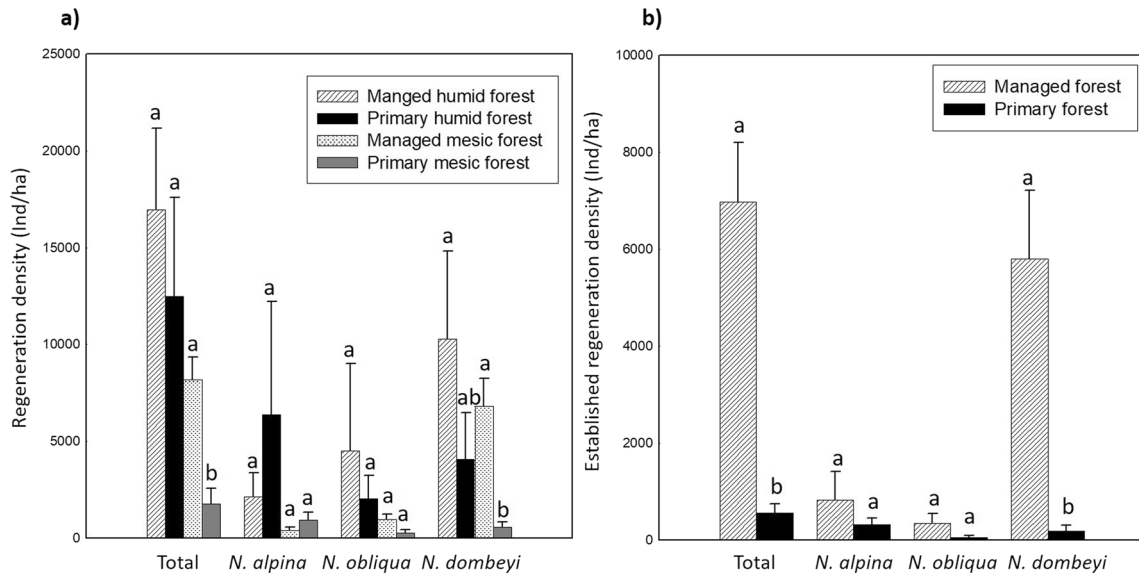 a)
Regeneration density (Ind/ha)
25000
20000
15000
10000
5000
0
Manged humid forest
Primary humid forest
Managed mesic forest
Primary mesic forest
a
a
a
b
a
a
a
a
a
a
a
a
a
ab
a
b
Total
N. alpina
N. obliqua
N. dombeyi
b)
Established regeneration density (Ind/ha)
10000
8000
6000
4000
2000
0
Managed forest
Primary forest
a
b
a
a
a
a
a
b
Total
N. alpina
N. obliqua
N. dombeyi